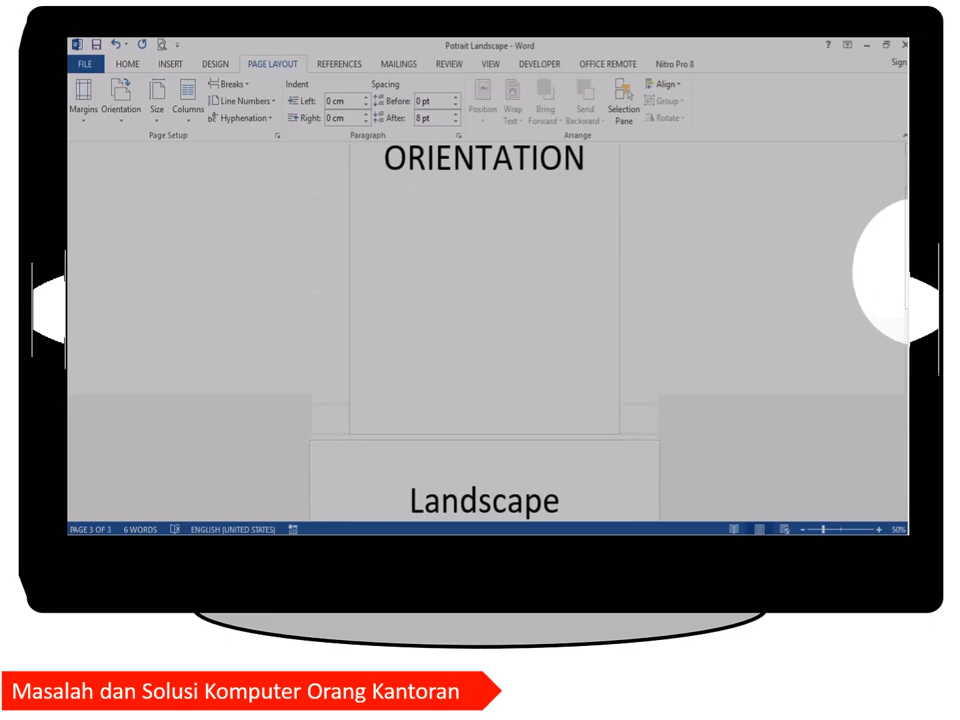 Potrait Landscape - Word
?
FILE HOME INSERT DESIGN PAGE LAYOUT REFERENCES MAILINGS REVIEW VIEW DEVELOPER OFFICE REMOTE Nitro Pro 8 Sign
Margins Orientation Size Columns
Breaks
Line Numbers
Hyphenation
Page Setup
Indent
Left: 0 cm
Right: 0 cm
Spacing
Before: 0 pt
After: 8 pt
Paragraph
Position Wrap Text Bring Forward Send Backward Selection Pane
Align
Group
Rotate
Arrange
ORIENTATION
Landscape
PAGE 3 OF 3 6 WORDS ENGLISH (UNITED STATES) 50%
Masalah dan Solusi Komputer Orang Kantoran